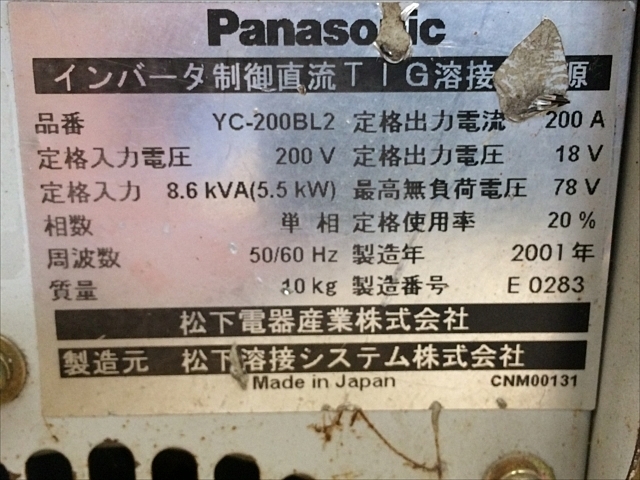 Panasonic
インバータ制御直流TIG溶接 源
品番 YC-200BL2 定格出力電流 200 A
定格入力電圧 200 V 定格出力電圧 18 V
定格入力 8.6 kVA(5.5 kW) 最高無負荷電圧 78 V
相数 単 相 定格使用率 20 %
周波数 50/60 Hz 製造年 2001年
質量 10 kg 製造番号 E 0283
松下電器産業株式会社
製造元 松下溶接システム株式会社
Made in Japan CNM00131